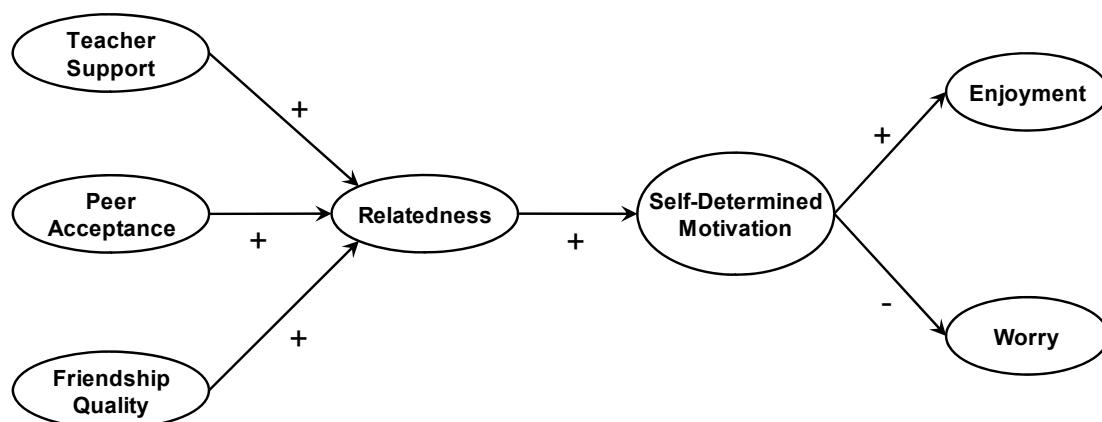 Teacher
Support
+
Enjoyment
+
Peer
Acceptance
+
Relatedness
+
Self-Determined
Motivation
-
Worry
+
Friendship
Quality